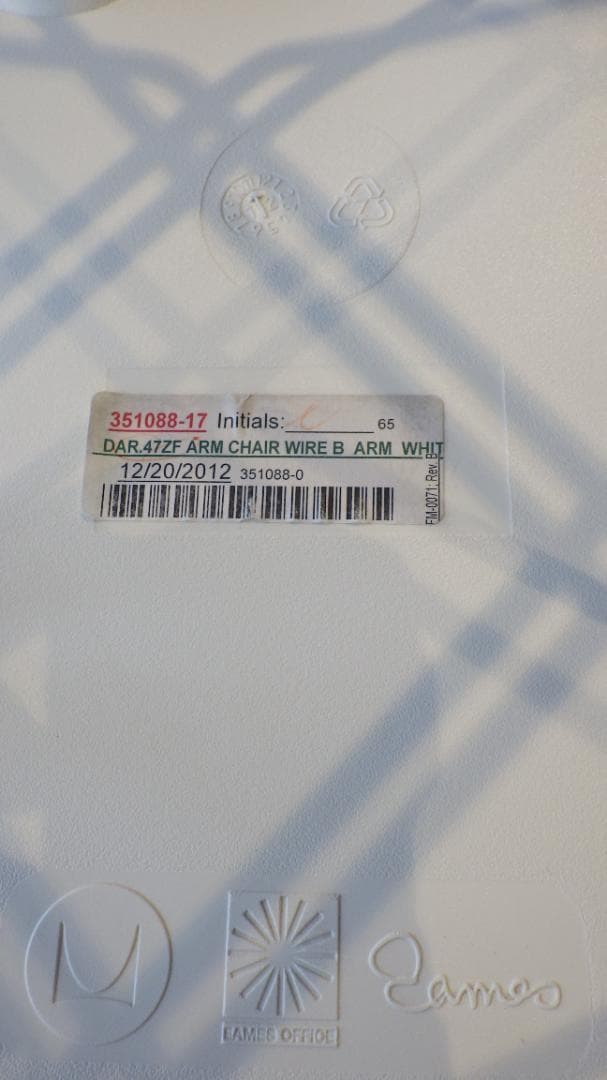 351088-17 Initials: 65
DAR.47ZF ARM CHAIR WIRE B ARM WHIT
12/20/2012 351088-0
FM-0071; Rev. B
EAMES OFFICE
Eames